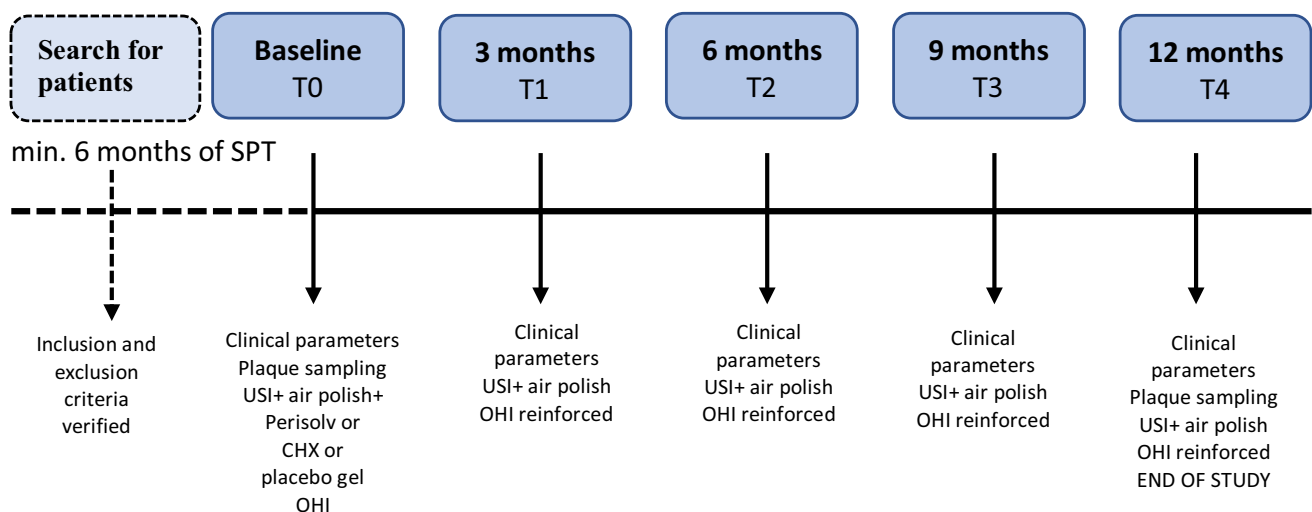 Search for
patients
Baseline
T0
3 months
T1
6 months
T2
9 months
T3
12 months
T4
min. 6 months of SPT
Inclusion and
exclusion
criteria
verified
Clinical parameters
Plaque sampling
USI+ air polish+
Perisolv or
CHX or
placebo gel
OHI
Clinical
parameters
USI+ air polish
OHI reinforced
Clinical
parameters
USI+ air polish
OHI reinforced
Clinical
parameters
USI+ air polish
OHI reinforced
Clinical
parameters
Plaque sampling
USI+ air polish
OHI reinforced
END OF STUDY